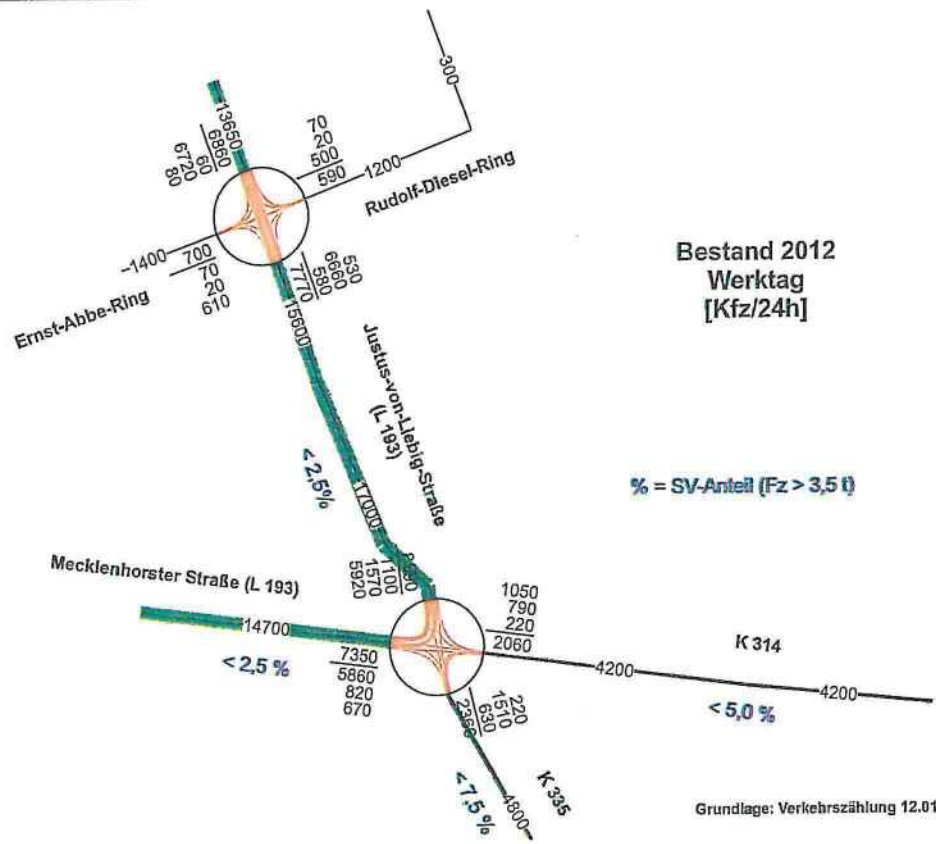 300
13650
6860
60
6720
80
70
20
500
590
1200
Rudolf-Diesel-Ring
1400
700
70
20
610
Ernst-Abbe-Ring
530
6660
580
7770
15600
Bestand 2012
Werktag
[Kfz/24h]
Justus-von-Liebig-Straße
(L 193)
< 2,5%
17000
% = SV-Anteil (Fz > 3,5 t)
1100
1570
5920
Mecklenhorster Straße (L 193)
14700
< 2,5 %
7350
5860
820
670
1050
790
220
2060
K 314
4200
4200
< 5,0 %
220
1510
630
2360
< 7,5 %
4800
K 335
Grundlage: Verkehrszählung 12.01